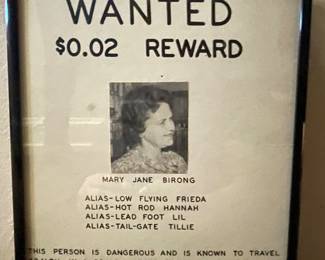 WANTED
$0.02 REWARD
MARY JANE BIRONG
ALIAS-LOW FLYING FRIEDA
ALIAS-HOT ROD HANNAH
ALIAS-LEAD FOOT LIL
ALIAS-TAIL-GATE TILLIE
THIS PERSON IS DANGEROUS AND IS KNOWN TO TRAVEL